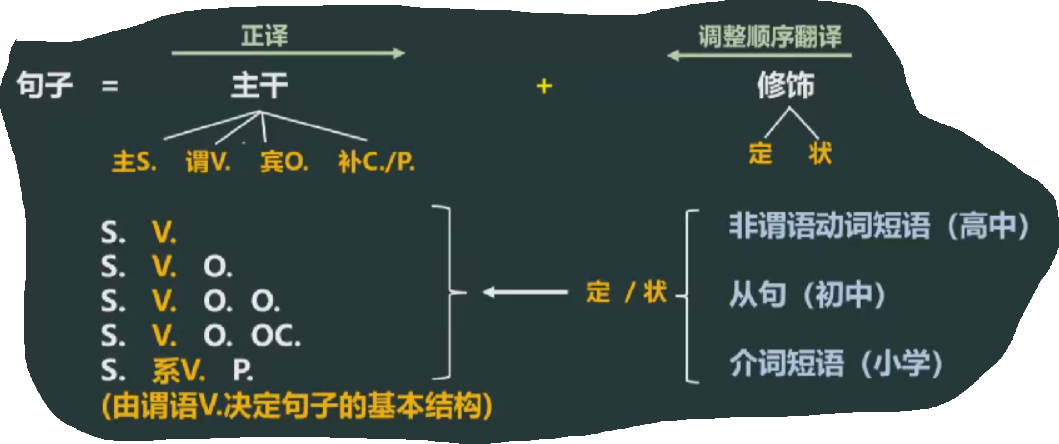 正译
调整顺序翻译
句子 = 主干 + 修饰
主S. 谓V. 宾O. 补C./P.
定 状
S. V.
S. V. O.
S. V. O. O.
S. V. O. OC.
S. 系V. P.
(由谓语V.决定句子的基本结构)
定 / 状
非谓语动词短语（高中）
从句（初中）
介词短语（小学）